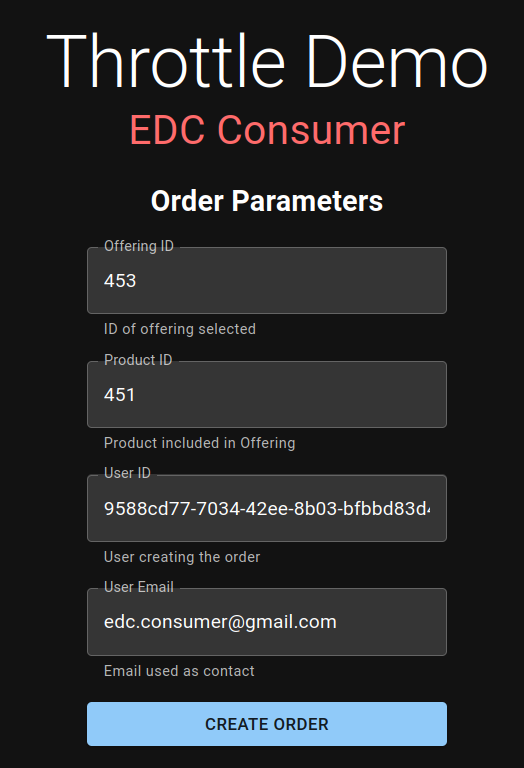 Throttle Demo
EDC Consumer
Order Parameters
Offering ID
453
ID of offering selected
Product ID
451
Product included in Offering
User ID
9588cd77-7034-42ee-8b03-bfbbd83d4
User creating the order
User Email
edc.consumer@gmail.com
Email used as contact
CREATE ORDER